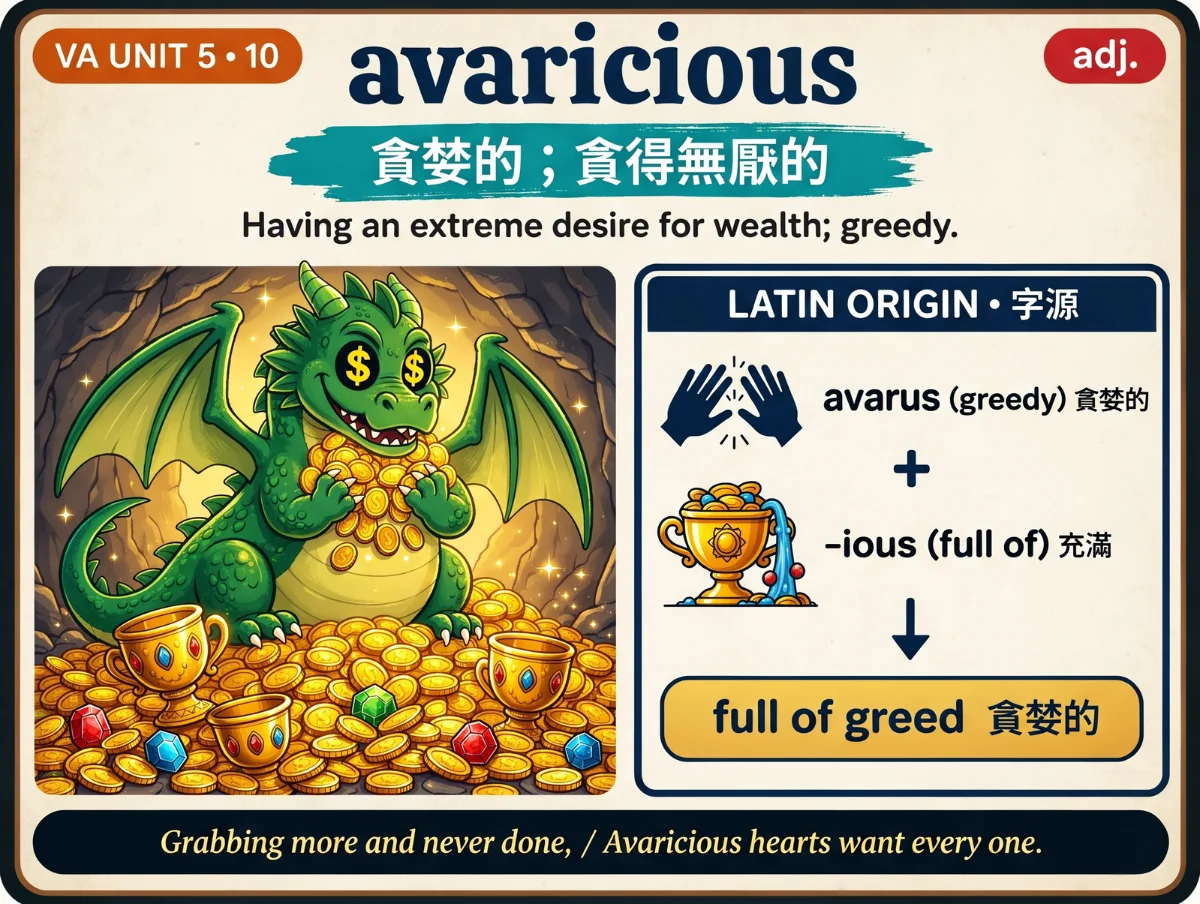 VA UNIT 5 • 10
avaricious
adj.
貪婪的；貪得無厭的
Having an extreme desire for wealth; greedy.
$ $
LATIN ORIGIN • 字源
avarus (greedy) 貪婪的
+
-ious (full of) 充滿
full of greed 貪婪的
Grabbing more and never done, / Avaricious hearts want every one.